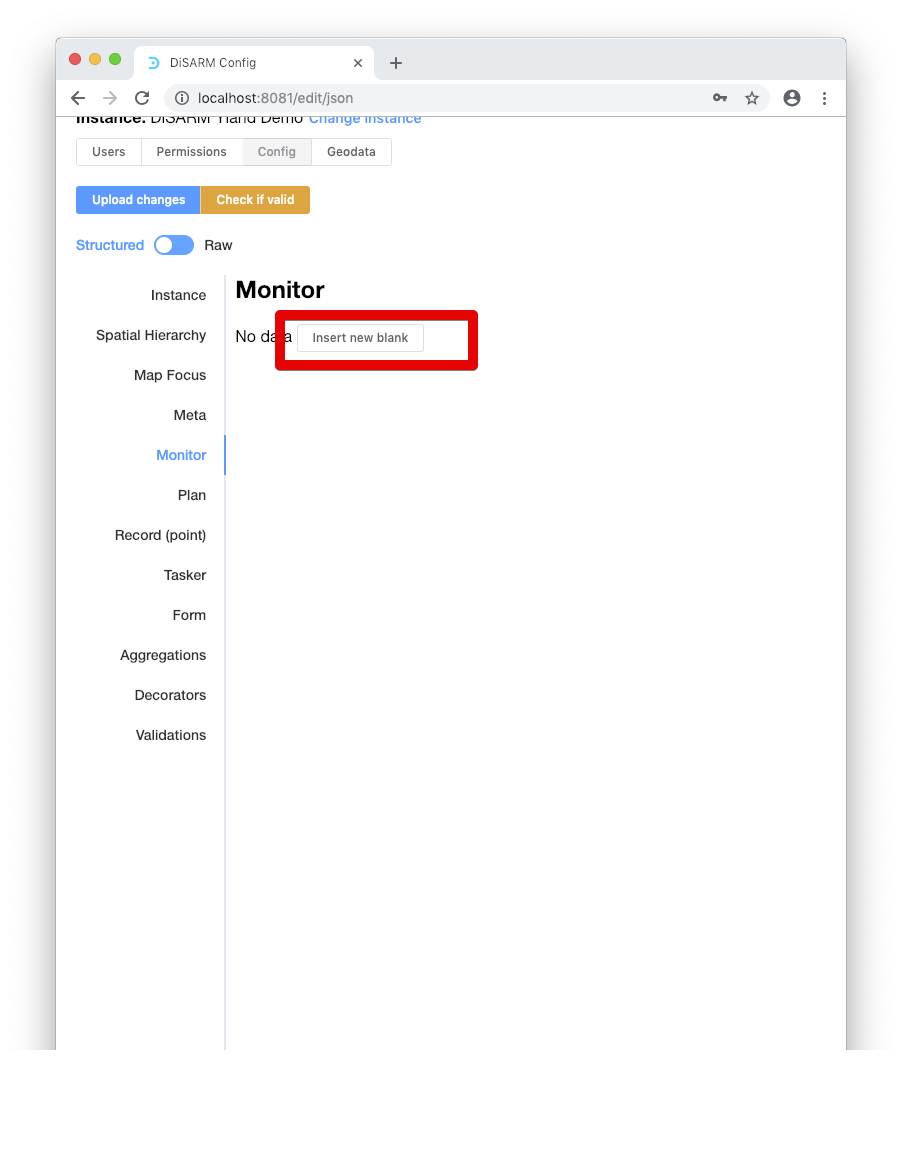 DiSARM Config
localhost:8081/edit/json
Instance: DiSARM Yland Demo Change instance
Users Permissions Config Geodata
Upload changes Check if valid
Structured Raw
Monitor
No data Insert new blank
Instance
Spatial Hierarchy
Map Focus
Meta
Monitor
Plan
Record (point)
Tasker
Form
Aggregations
Decorators
Validations